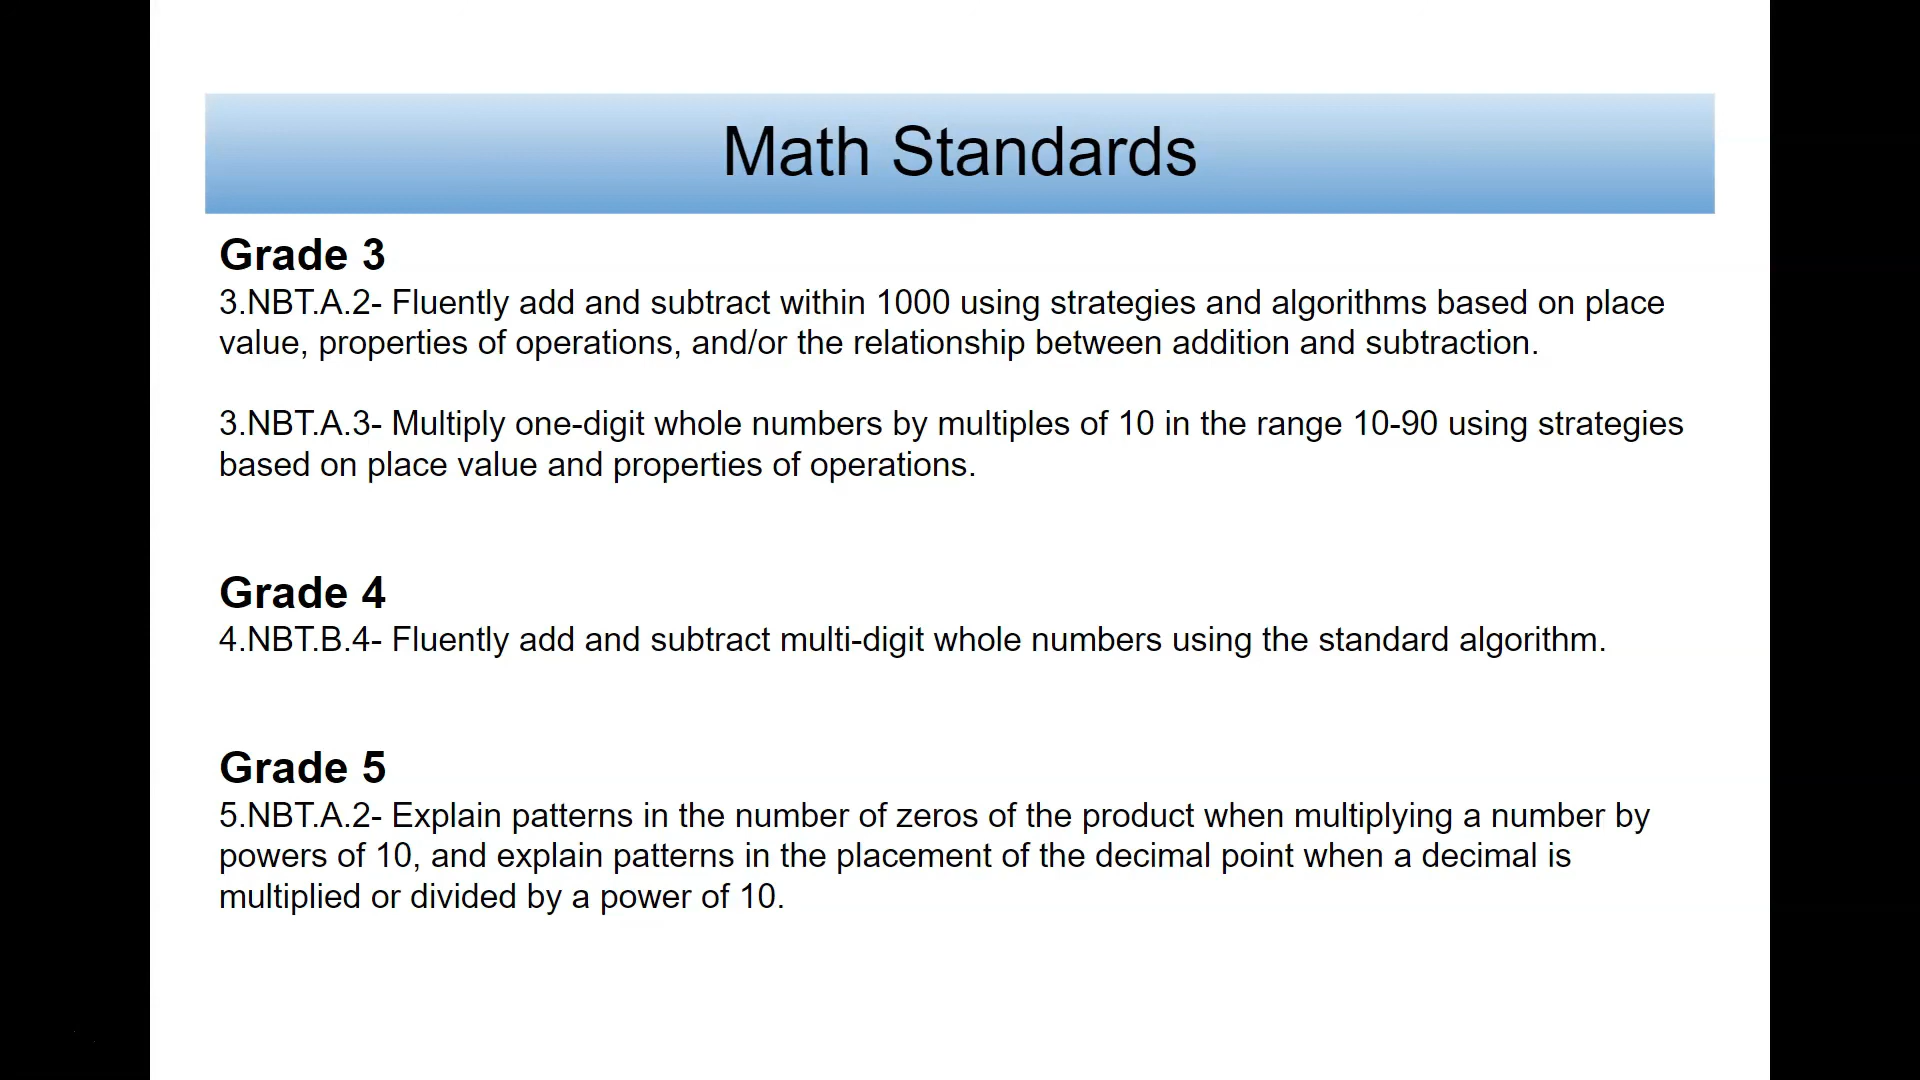 Math Standards
Grade 3
3.NBT.A.2- Fluently add and subtract within 1000 using strategies and algorithms based on place
value, properties of operations, and/or the relationship between addition and subtraction.
3.NBT.A.3- Multiply one-digit whole numbers by multiples of 10 in the range 10-90 using strategies
based on place value and properties of operations.
Grade 4
4.NBT.B.4- Fluently add and subtract multi-digit whole numbers using the standard algorithm.
Grade 5
5.NBT.A.2- Explain patterns in the number of zeros of the product when multiplying a number by
powers of 10, and explain patterns in the placement of the decimal point when a decimal is
multiplied or divided by a power of 10.